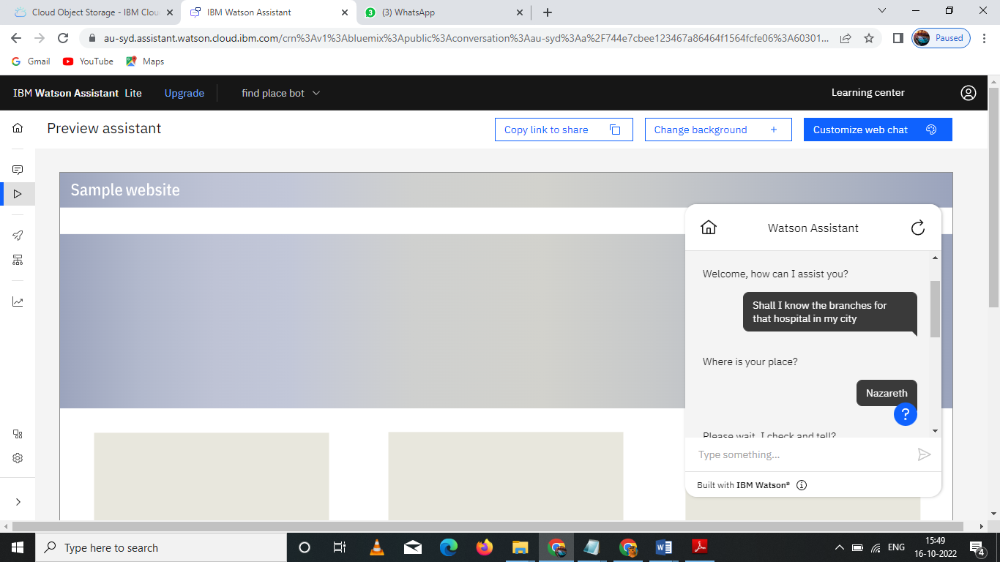 Cloud Object Storage - IBM Clou
IBM Watson Assistant
(3) WhatsApp
au-syd.assistant.watson.cloud.ibm.com/crn%3Av1%3Abluemix%3Apublic%3Aconversation%3Aau-syd%3Aa%2F744e7cbee123467a86464f1564fcfe06%3A60301...
Paused
Gmail
YouTube
Maps
IBM Watson Assistant Lite
Upgrade
find place bot
Learning center
Preview assistant
Copy link to share
Change background
Customize web chat
Sample website
Watson Assistant
Welcome, how can I assist you?
Shall I know the branches for
that hospital in my city
Where is your place?
Nazareth
?
Please wait, I check and tell?
Type something...
Built with IBM Watson®
Type here to search
ENG
15:49
16-10-2022
4